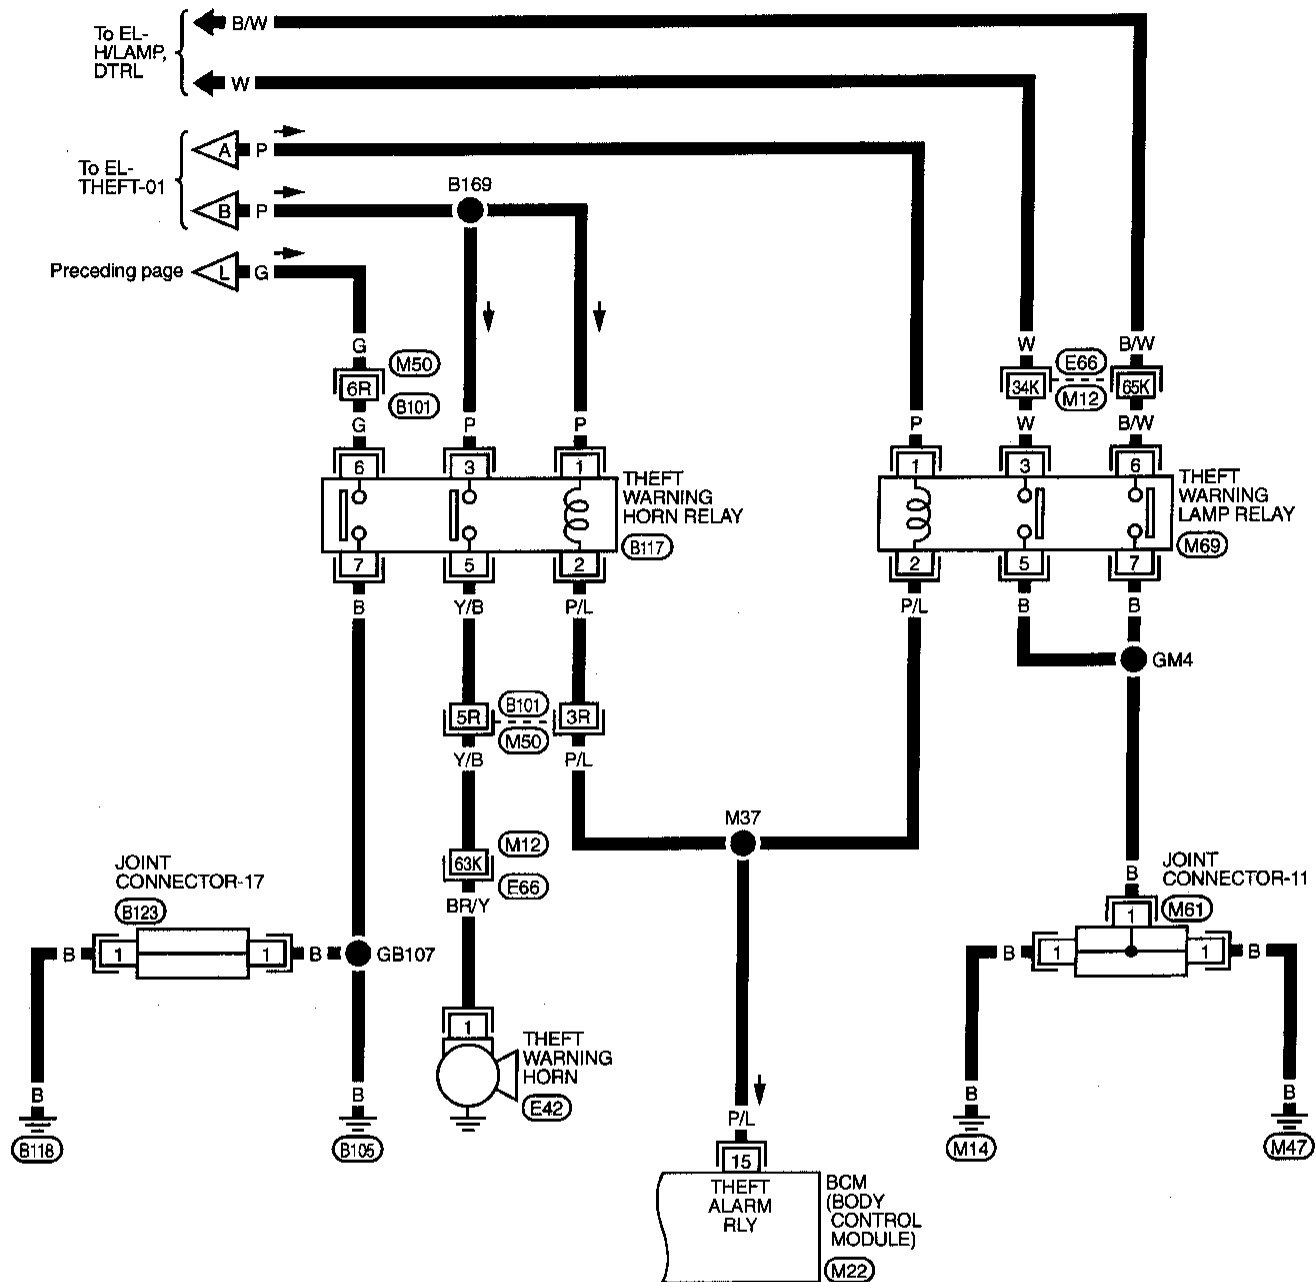 To EL-
H/LAMP,
DTRL
B/W
W
To EL-
THEFT-01
A P
B P
B169
Preceding page
L G
G
M50
6R
B101
G
P
P
P
W
B/W
34K
E66
M12
65K
W
B/W
6
3
1
THEFT
WARNING
HORN RELAY
B117
7
5
2
1
3
6
THEFT
WARNING
LAMP RELAY
M69
2
5
7
B
Y/B
P/L
P/L
B
B
GM4
5R
B101
M50
3R
Y/B
P/L
M37
63K
M12
E66
BR/Y
JOINT
CONNECTOR-17
B123
B 1 1 B
GB107
JOINT
CONNECTOR-11
M61
B
1
B 1 1 B
1
THEFT
WARNING
HORN
E42
B
B118
B
B105
P/L
15
THEFT
ALARM
RLY
BCM
(BODY
CONTROL
MODULE)
M22
B
M14
B
M47